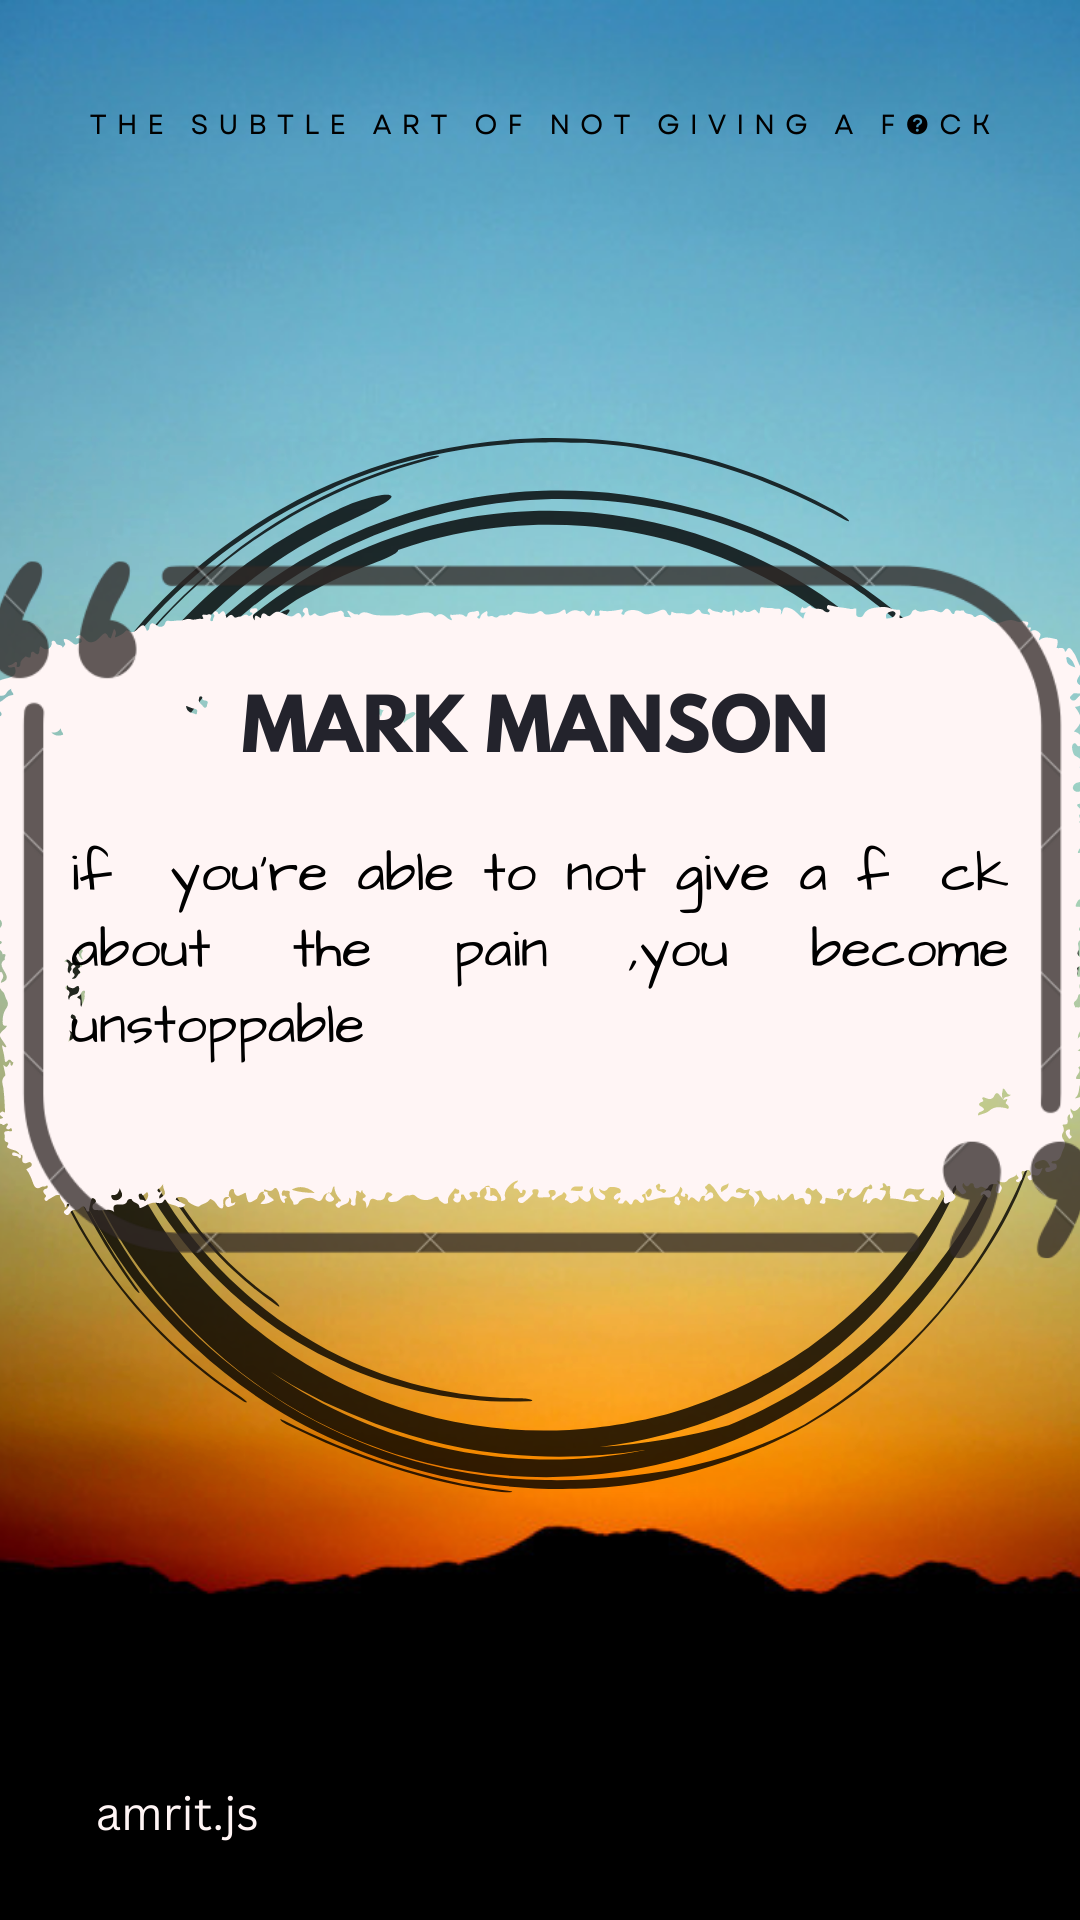 THE SUBTLE ART OF NOT GIVING A F?CK
MARK MANSON
if you're able to not give a f ck
about the pain ,you become
unstoppable
amrit.js